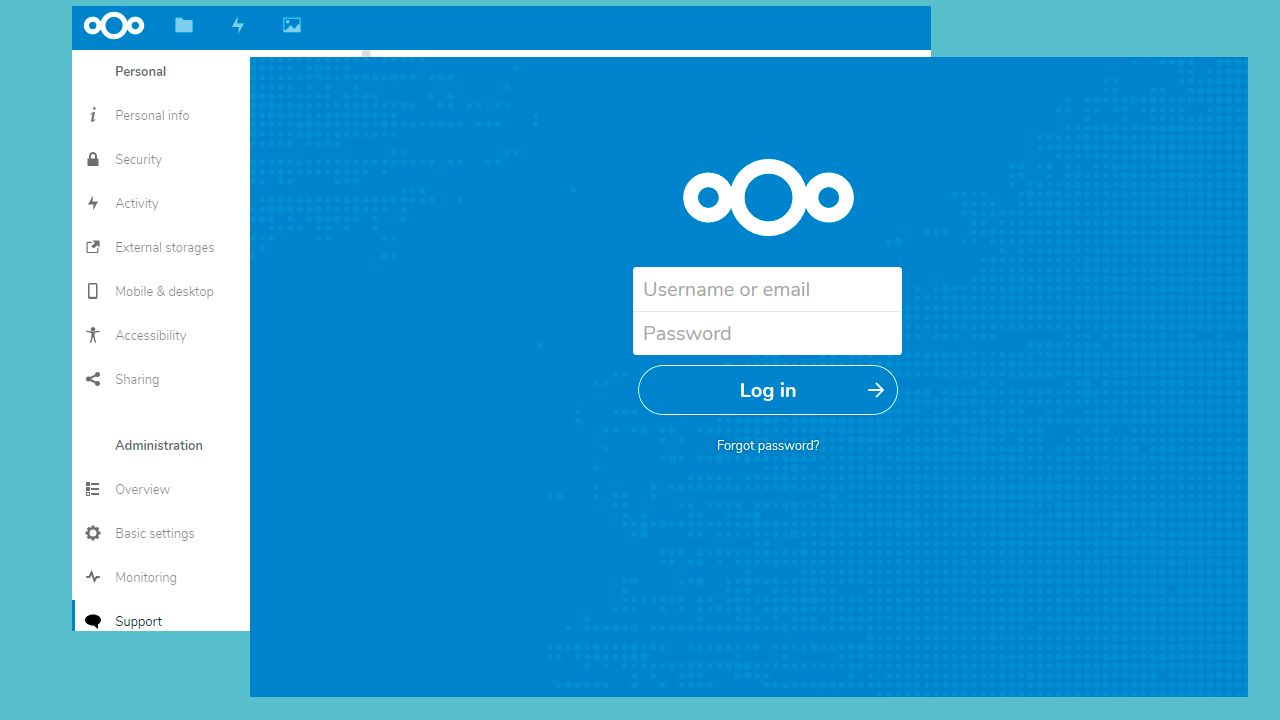 Personal
Personal info
Security
Activity
External storages
Mobile & desktop
Accessibility
Sharing
Administration
Overview
Basic settings
Monitoring
Support
Username or email
Password
Log in
Forgot password?